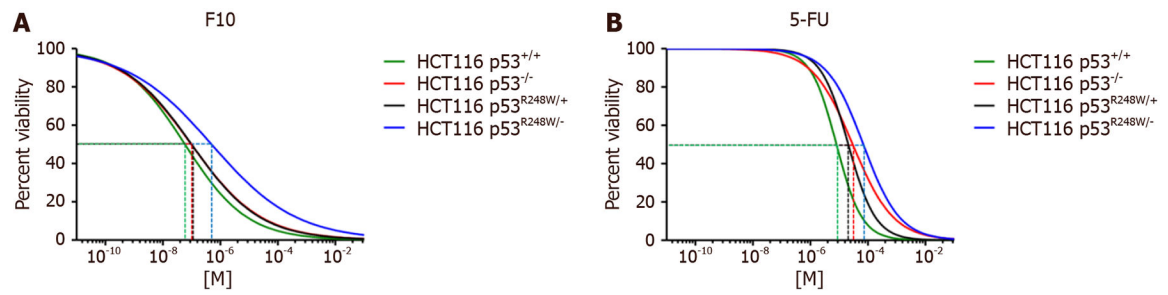 A
F10
Percent viability
100
80
60
40
20
0
10⁻¹⁰
10⁻⁸
10⁻⁶
10⁻⁴
10⁻²
[M]
HCT116 p53⁺/⁺
HCT116 p53⁻/⁻
HCT116 p53ᴿ²⁴⁸ᵂ/⁺
HCT116 p53ᴿ²⁴⁸ᵂ/⁻
B
5-FU
Percent viability
100
80
60
40
20
0
10⁻¹⁰
10⁻⁸
10⁻⁶
10⁻⁴
10⁻²
[M]
HCT116 p53⁺/⁺
HCT116 p53⁻/⁻
HCT116 p53ᴿ²⁴⁸ᵂ/⁺
HCT116 p53ᴿ²⁴⁸ᵂ/⁻